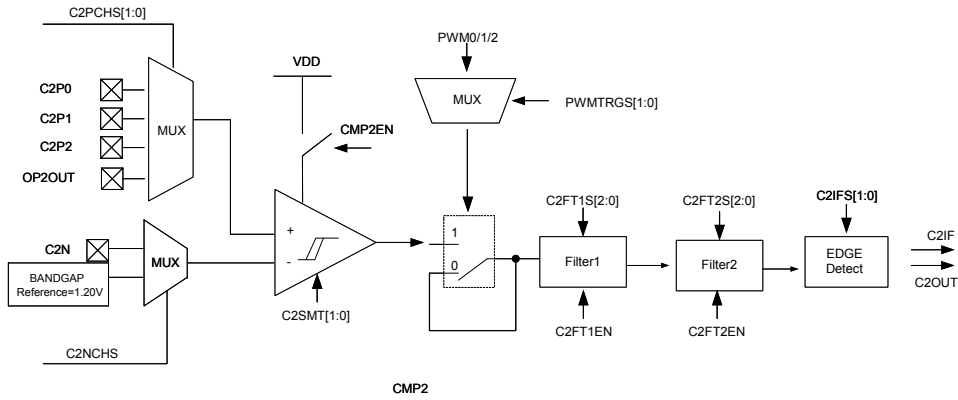 C2PCHS[1:0]
PWM0/1/2
VDD
C2P0
C2P1
C2P2
OP2OUT
MUX
MUX
PWMTRGS[1:0]
CMP2EN
C2N
BANDGAP
Reference=1.20V
MUX
+
-
1
0
C2FT1S[2:0]
C2FT2S[2:0]
C2IFS[1:0]
Filter1
Filter2
EDGE
Detect
C2IF
C2OUT
C2SMT[1:0]
C2FT1EN
C2FT2EN
C2NCHS
CMP2